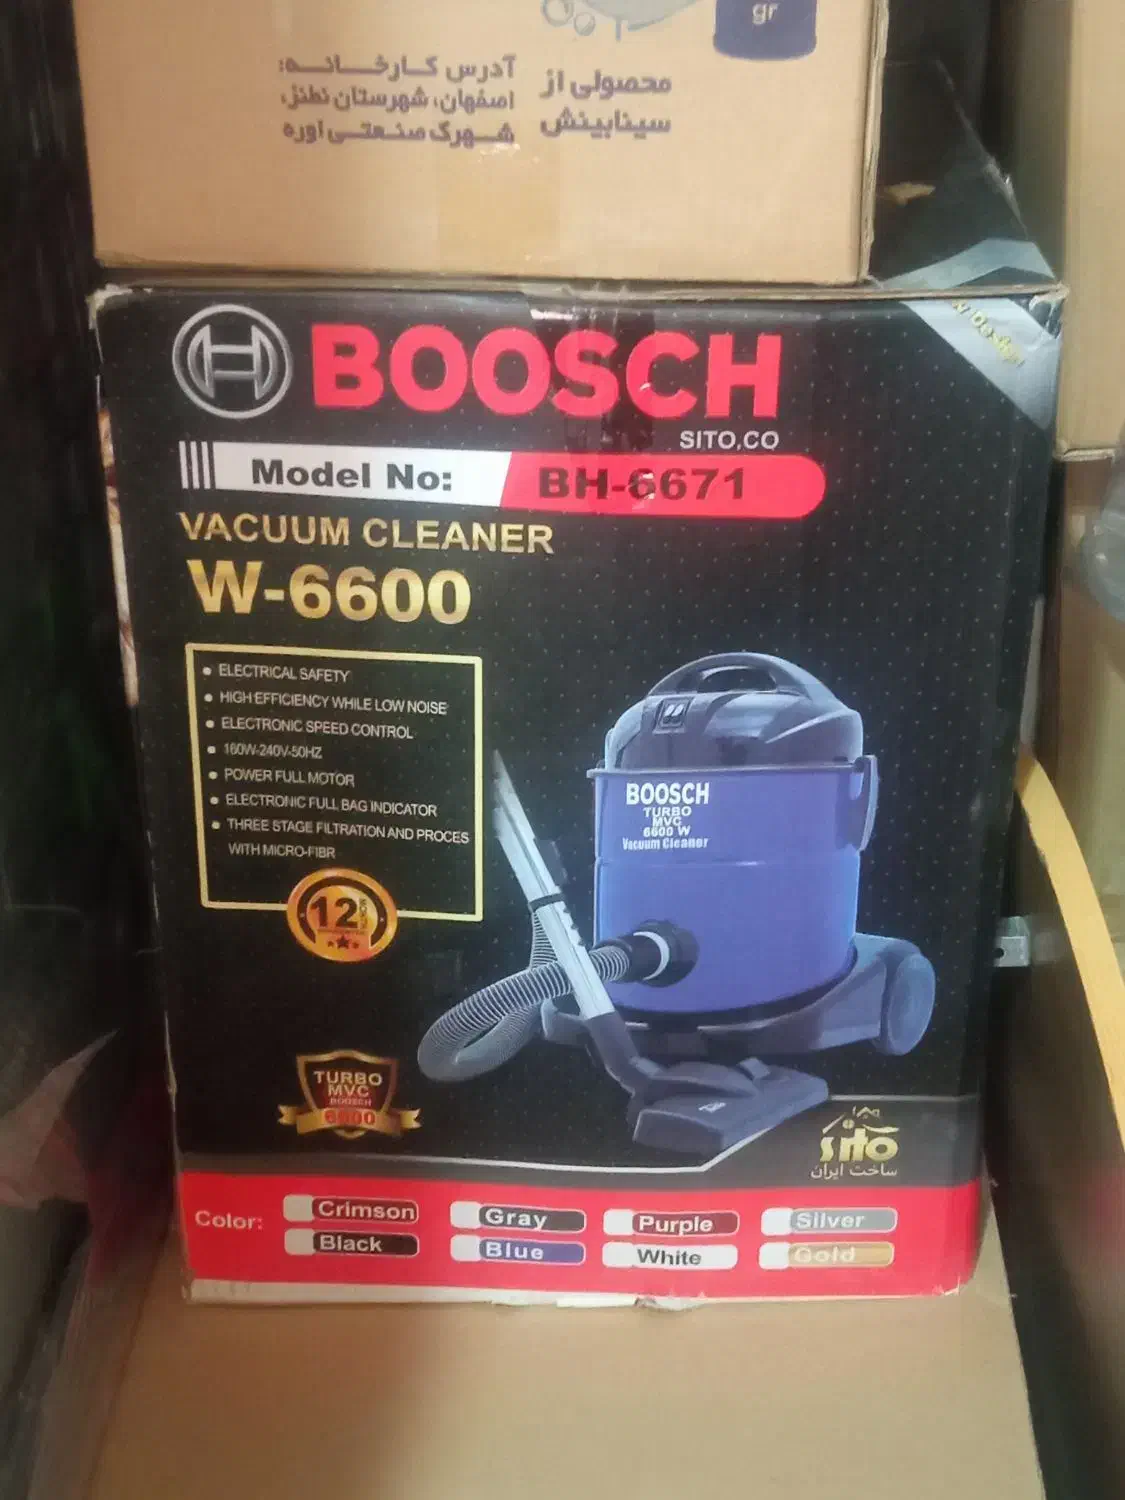 gr
محصولی از
سینابینش
آدرس کارخانه:
اصفهان، شهرستان نطنز،
شهرک صنعتی اوره
BOOSCH
SITO,CO
Design
Model No: BH-6671
VACUUM CLEANER
W-6600
ELECTRICAL SAFETY
HIGH EFFICIENCY WHILE LOW NOISE
ELECTRONIC SPEED CONTROL
160W-240V-50HZ
POWER FULL MOTOR
ELECTRONIC FULL BAG INDICATOR
THREE STAGE FILTRATION AND PROCES
WITH MICRO-FIBR
12
BOOSCH
TURBO
MVC
6600 W
Vacuum Cleaner
TURBO
MVC
BOOSCH
6600
sito
ساخت ایران
Color: Crimson Gray Purple Silver
Black Blue White Gold